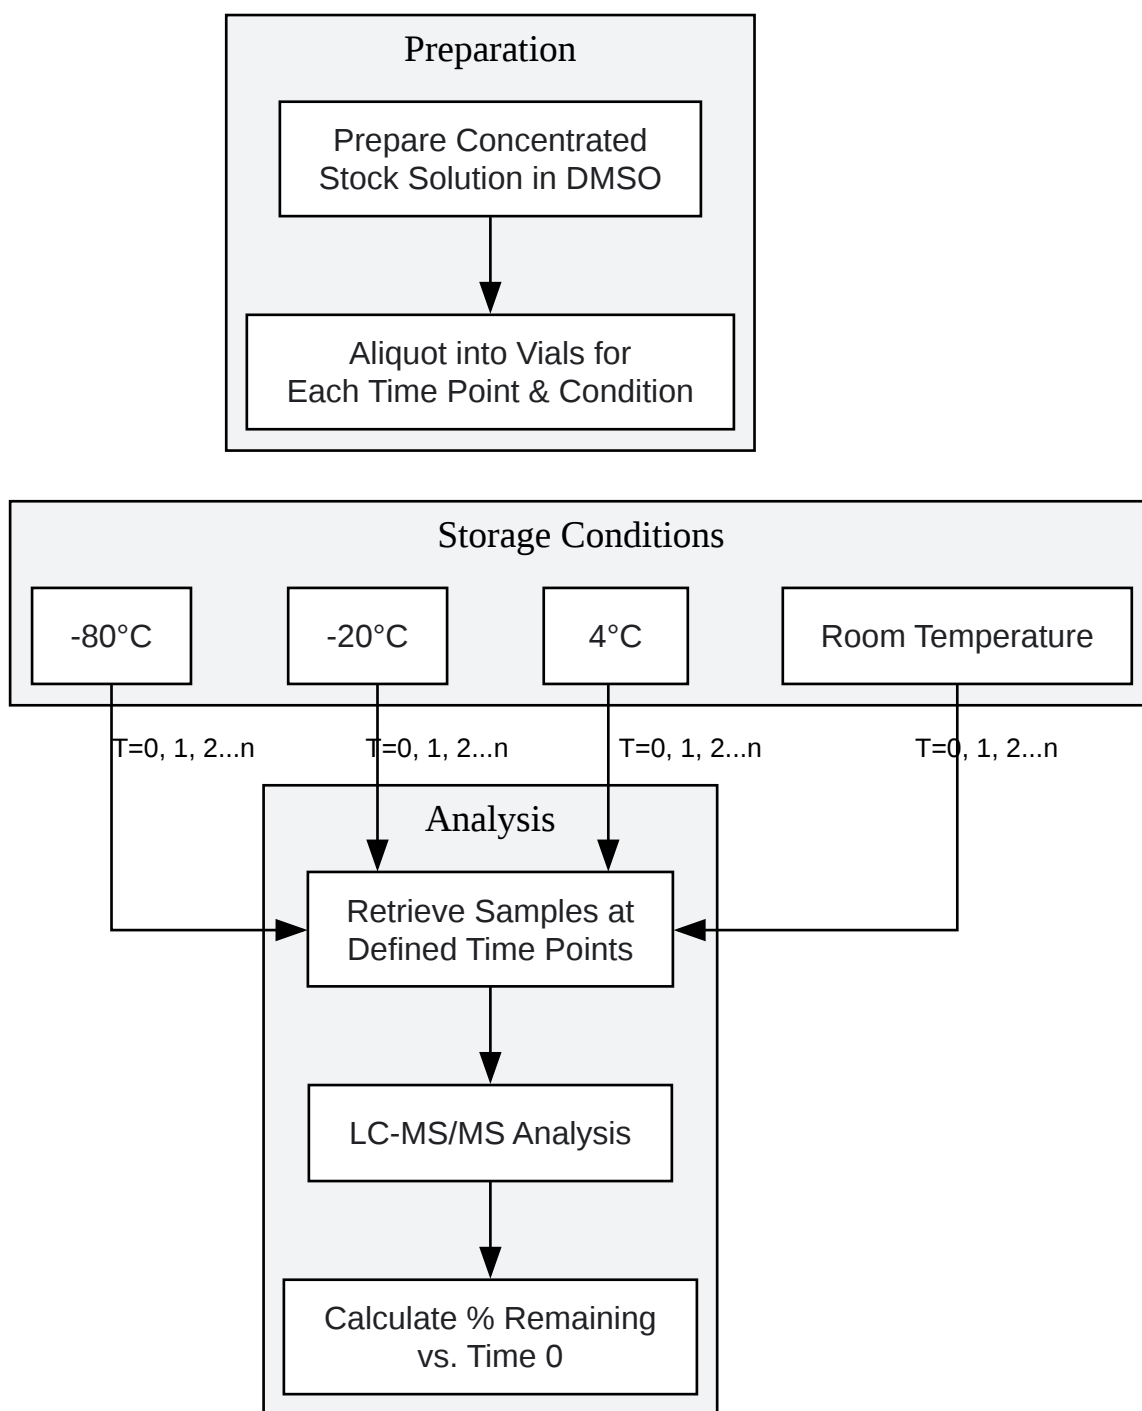 Preparation
Prepare Concentrated
Stock Solution in DMSO
Aliquot into Vials for
Each Time Point & Condition
Storage Conditions
-80°C
-20°C
4°C
Room Temperature
T=0, 1, 2...n
T=0, 1, 2...n
T=0, 1, 2...n
T=0, 1, 2...n
Analysis
Retrieve Samples at
Defined Time Points
LC-MS/MS Analysis
Calculate % Remaining
vs. Time 0